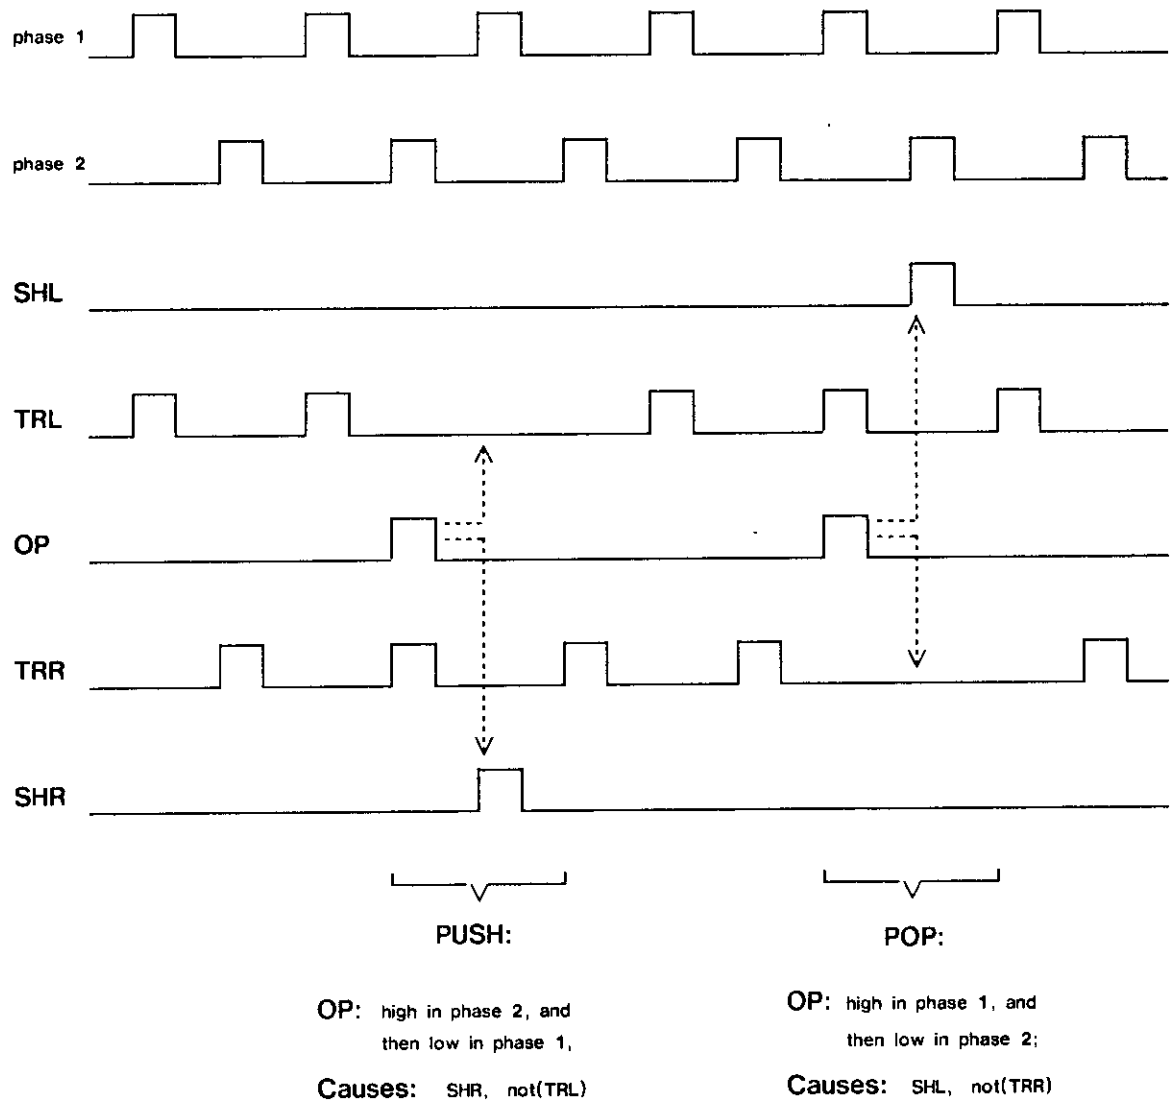 phase 1
phase 2
SHL
TRL
OP
TRR
SHR
PUSH:
OP: high in phase 2, and
then low in phase 1,
Causes: SHR, not(TRL)
POP:
OP: high in phase 1, and
then low in phase 2;
Causes: SHL, not(TRR)